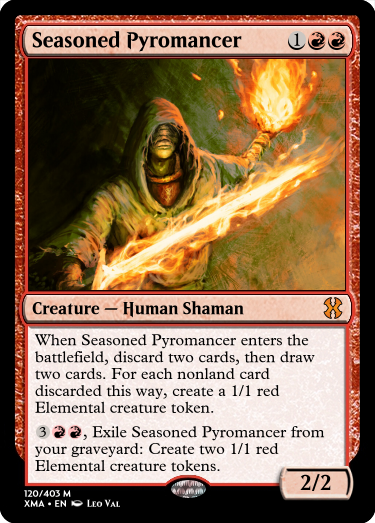 Seasoned Pyromancer 1
Creature — Human Shaman
When Seasoned Pyromancer enters the
battlefield, discard two cards, then draw
two cards. For each nonland card
discarded this way, create a 1/1 red
Elemental creature token.
3, Exile Seasoned Pyromancer from
your graveyard: Create two 1/1 red
Elemental creature tokens.
2/2
120/403 M
XMA • EN Leo Val